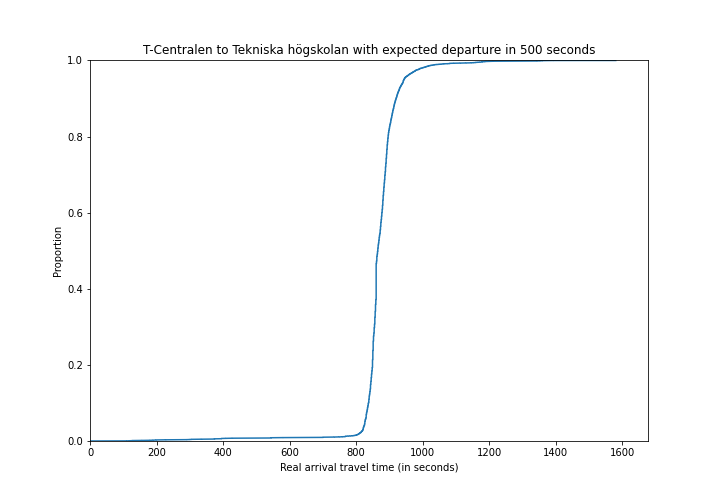 T-Centralen to Tekniska högskolan with expected departure in 500 seconds
1.0
0.8
0.6
0.4
0.2
0.0
Proportion
0 200 400 600 800 1000 1200 1400 1600
Real arrival travel time (in seconds)